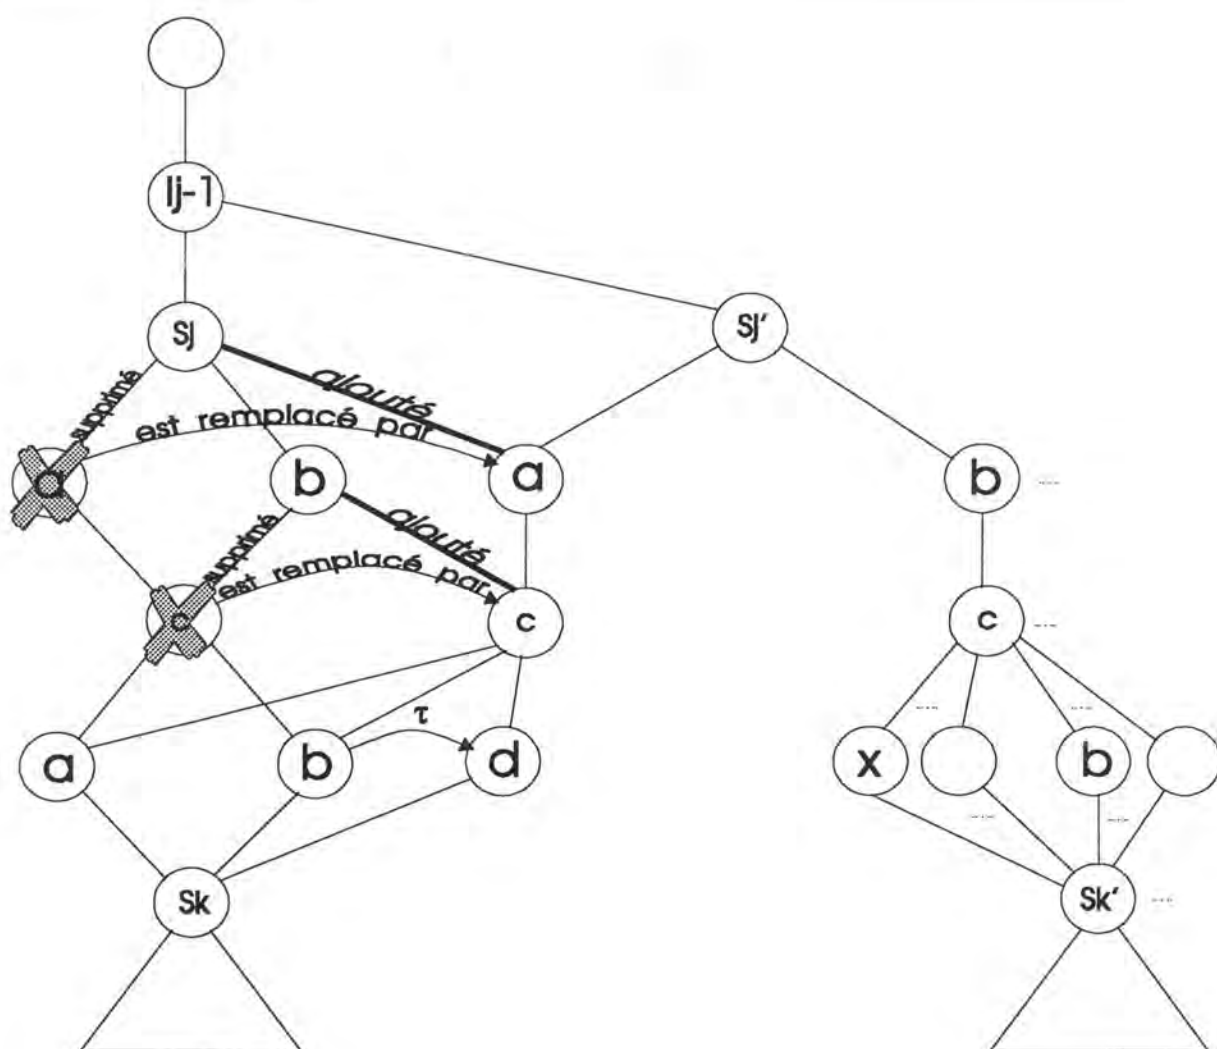 Ij-1
Sj
Sj'
supprimé
ajouté
est remplacé par
a
b
a
b
supprimé
ajouté
est remplacé par
c
c
c
τ
a
b
d
x
b
Sk
Sk'